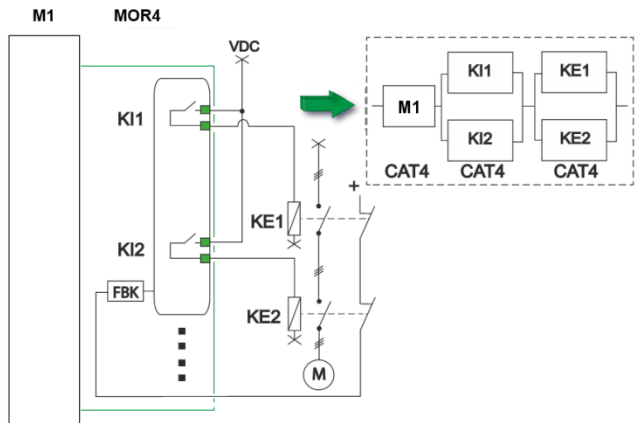 M1 MOR4
VDC
KI1
KI2
FBK
KE1
KE2
+
M
M1
KI1
KI2
KE1
KE2
CAT4 CAT4 CAT4